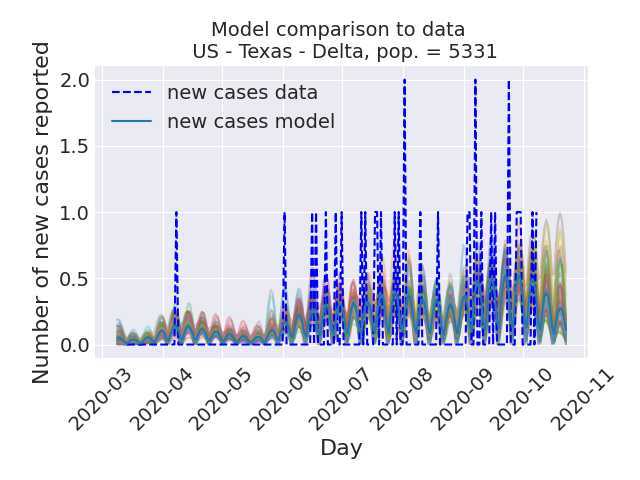 Model comparison to data
US - Texas - Delta, pop. = 5331
Number of new cases reported
2.0
1.5
1.0
0.5
0.0
new cases data
new cases model
2020-03
2020-04
2020-05
2020-06
2020-07
2020-08
2020-09
2020-10
2020-11
Day